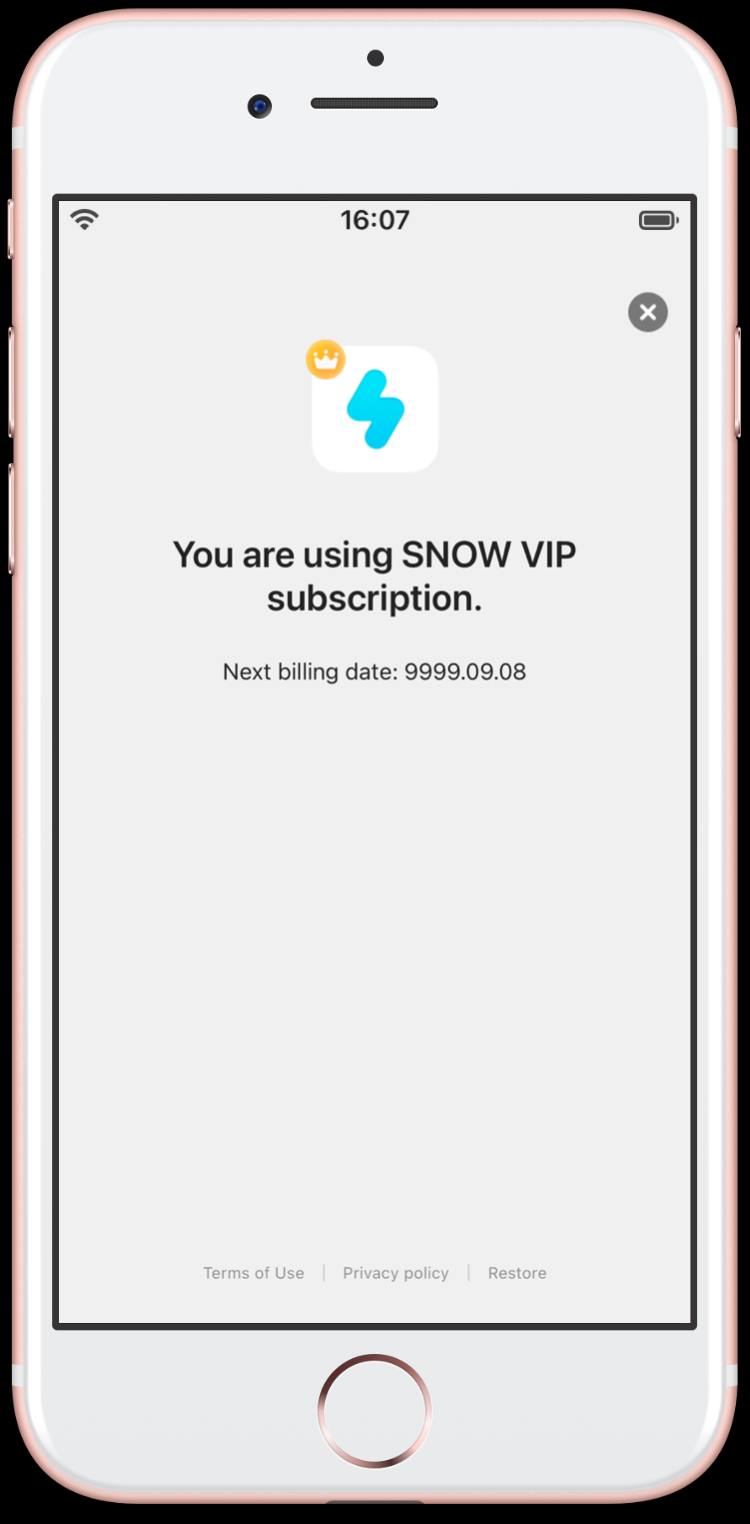 16:07
You are using SNOW VIP
subscription.
Next billing date: 9999.09.08
Terms of Use | Privacy policy | Restore